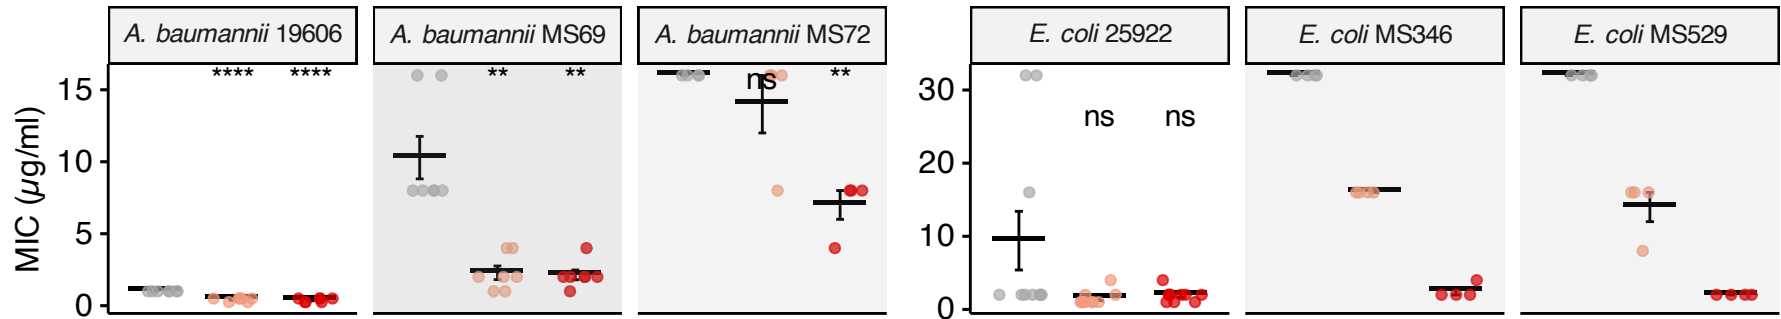 A. baumannii 19606
A. baumannii MS69
A. baumannii MS72
E. coli 25922
E. coli MS346
E. coli MS529
MIC (µg/ml)
15
10
5
0
****
****
**
**
ns
**
30
20
10
0
ns
ns